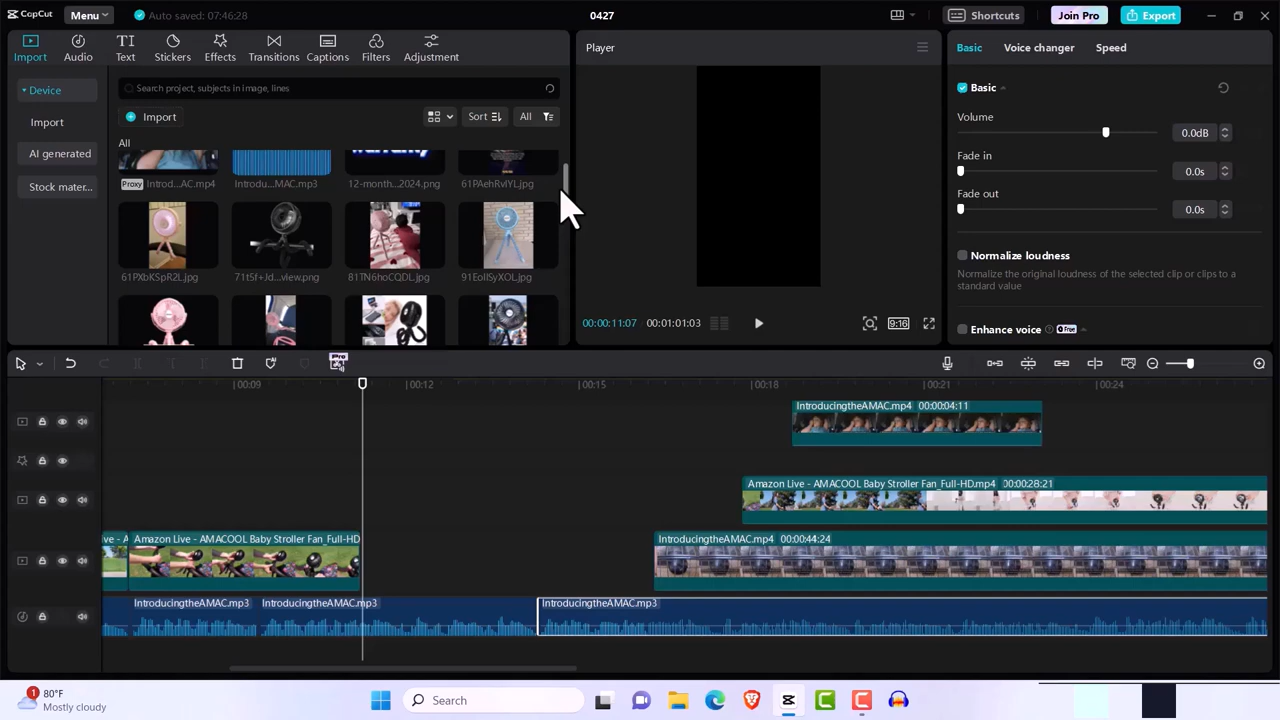 CapCut
Menu
Auto saved: 07:46:28
0427
Shortcuts
Join Pro
Export
Import
Audio
Text
Stickers
Effects
Transitions
Captions
Filters
Adjustment
Device
Import
AI generated
Stock mater...
Search project, subjects in image, lines
Import
Sort
All
All
Proxy
Introd...AC.mp4
Introdu...MAC.mp3
12-month...2024.png
61PAehRvlYL.jpg
61PXbKSpR2L.jpg
71t5f+Jd...view.png
81TN6hoCQDL.jpg
91EolISyXOL.jpg
Player
00:00:11:07
00:01:01:03
9:16
Basic
Voice changer
Speed
Basic
Volume
0.0dB
Fade in
0.0s
Fade out
0.0s
Normalize loudness
Normalize the original loudness of the selected clip or clips to a
standard value
Enhance voice
Free
Pro
00:09
00:12
00:15
00:18
00:21
00:24
IntroducingtheAMAC.mp4 00:00:04:11
Amazon Live - AMACOOL Baby Stroller Fan_Full-HD.mp4 00:00:28:21
ve - A
Amazon Live - AMACOOL Baby Stroller Fan_Full-HD
IntroducingtheAMAC.mp4 00:00:44:24
IntroducingtheAMAC.mp3
IntroducingtheAMAC.mp3
IntroducingtheAMAC.mp3
1
80°F
Mostly cloudy
Search